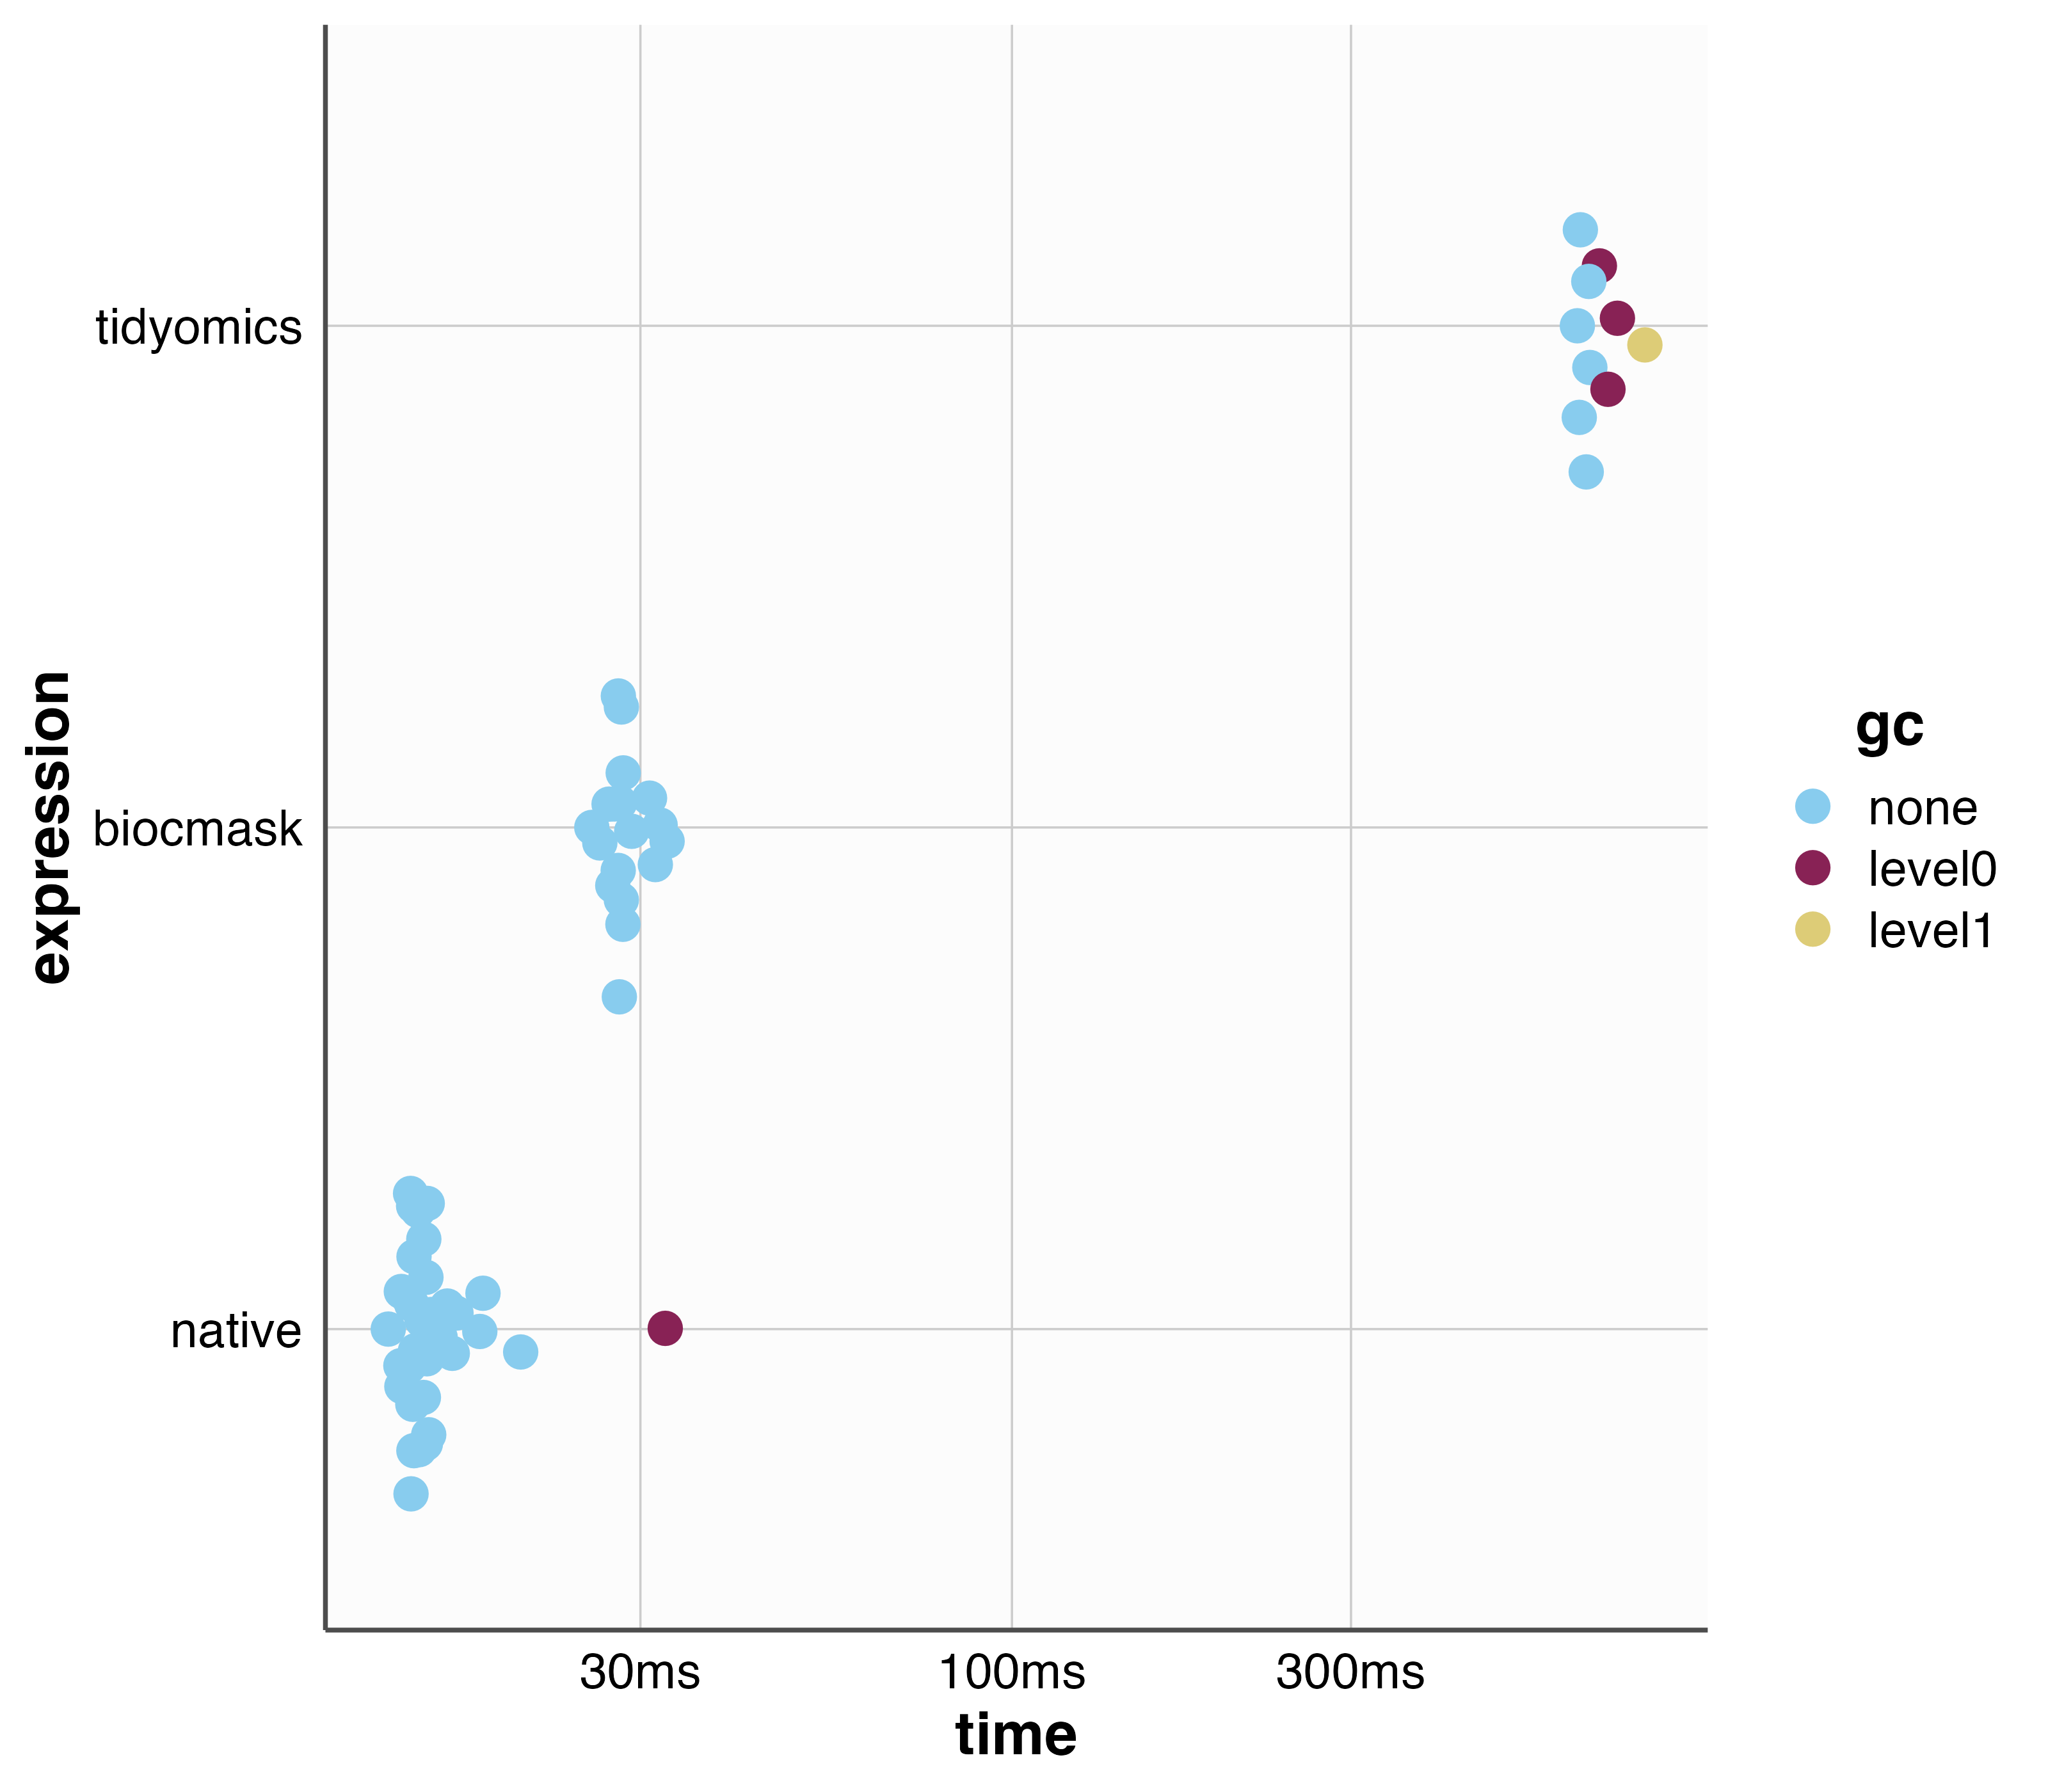 tidyomics
biocmask
native
expression
30ms
100ms
300ms
time
gc
none
level0
level1